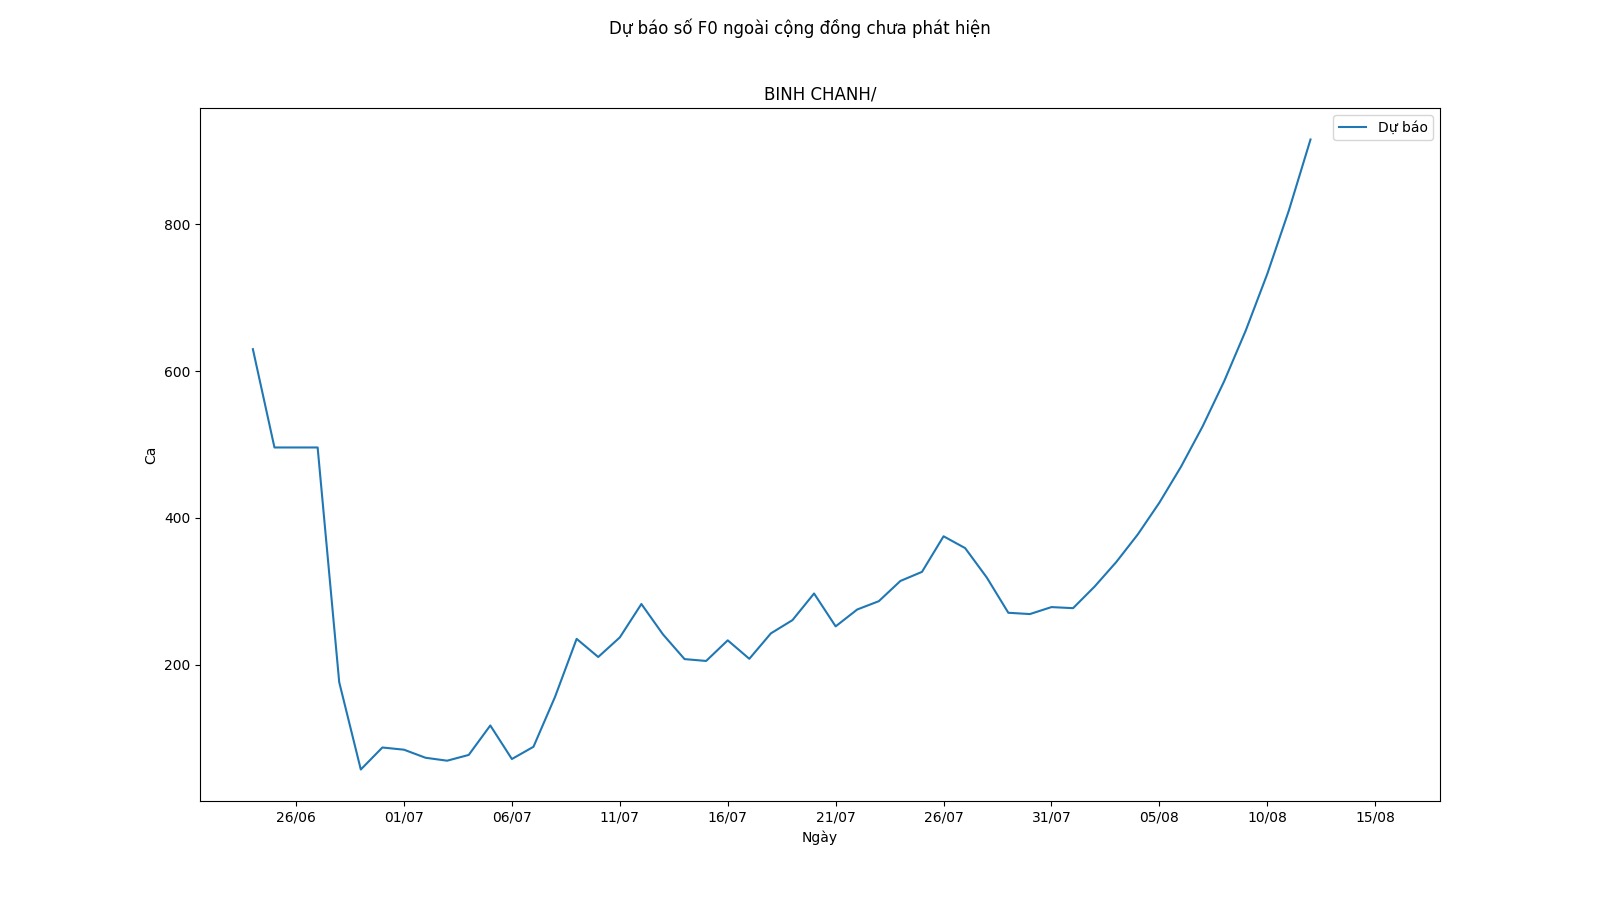 Dự báo số F0 ngoài cộng đồng chưa phát hiện
BINH CHANH/
Dự báo
800
600
400
200
Ca
26/06 01/07 06/07 11/07 16/07 21/07 26/07 31/07 05/08 10/08 15/08
Ngày